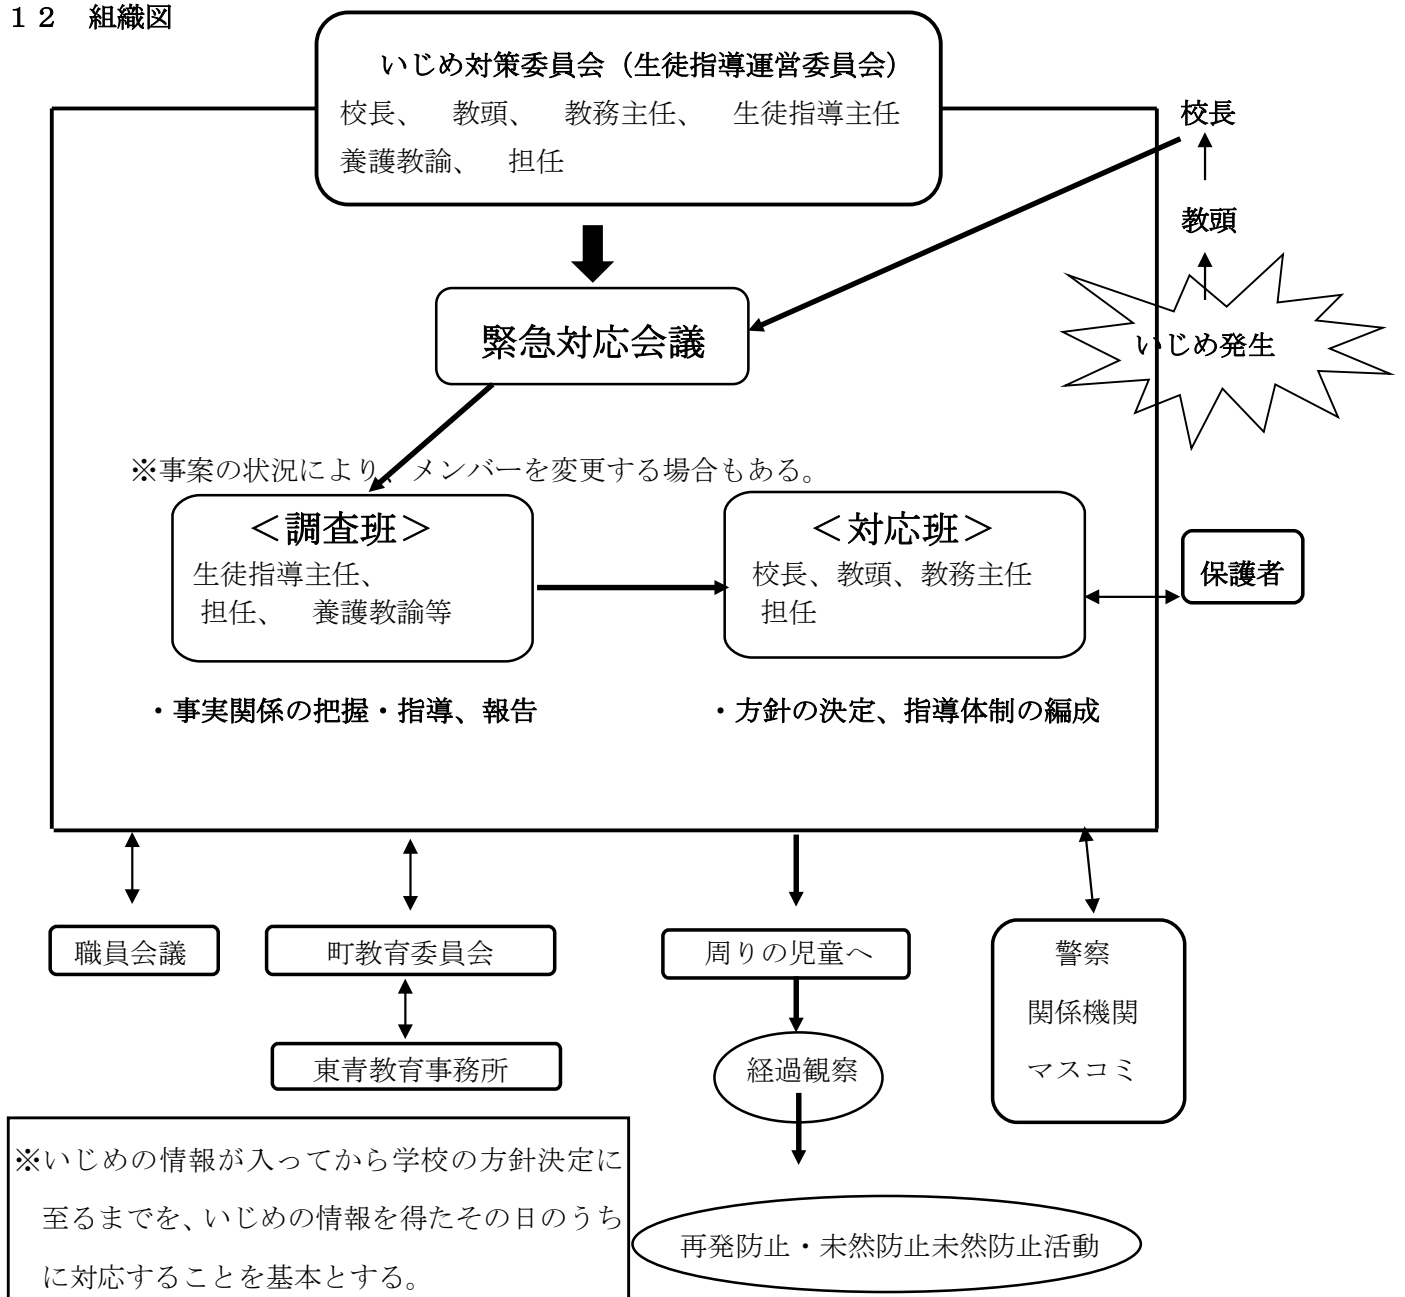 １２　組織図
いじめ対策委員会（生徒指導運営委員会）
校長、　教頭、　教務主任、　生徒指導主任
養護教諭、　担任
校長
教頭
いじめ発生
緊急対応会議
※事案の状況により、メンバーを変更する場合もある。
＜調査班＞
生徒指導主任、
担任、　養護教諭等
＜対応班＞
校長、教頭、教務主任
担任
保護者
・事実関係の把握・指導、報告
・方針の決定、指導体制の編成
職員会議
町教育委員会
周りの児童へ
警察
関係機関
マスコミ
東青教育事務所
経過観察
※いじめの情報が入ってから学校の方針決定に
至るまでを、いじめの情報を得たその日のうち
に対応することを基本とする。
再発防止・未然防止未然防止活動